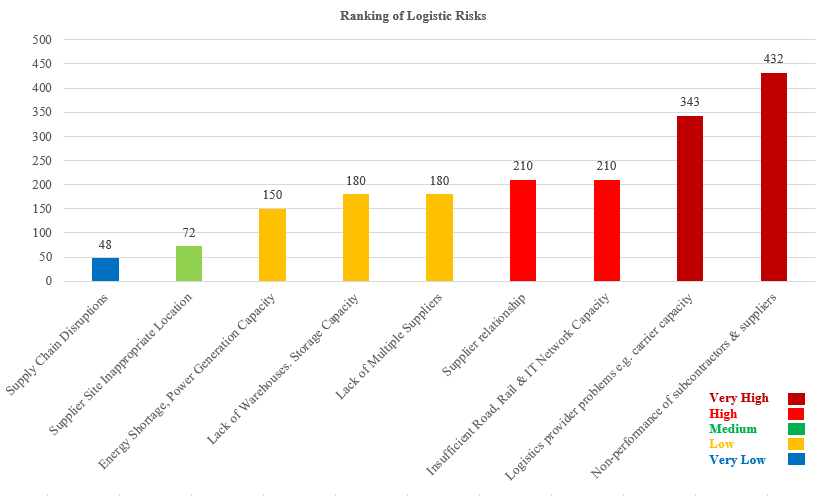 Ranking of Logistic Risks
500
450
400
350
300
250
200
150
100
50
0
48
72
150
180
180
210
210
343
432
Supply Chain Disruptions
Supplier Site Inappropriate Location
Energy Shortage, Power Generation Capacity
Lack of Warehouses. Storage Capacity
Lack of Multiple Suppliers
Supplier relationship
Insufficient Road, Rail & IT Network Capacity
Logistics provider problems e.g. carrier capacity
Non-performance of subcontractors & suppliers
Very High
High
Medium
Low
Very Low